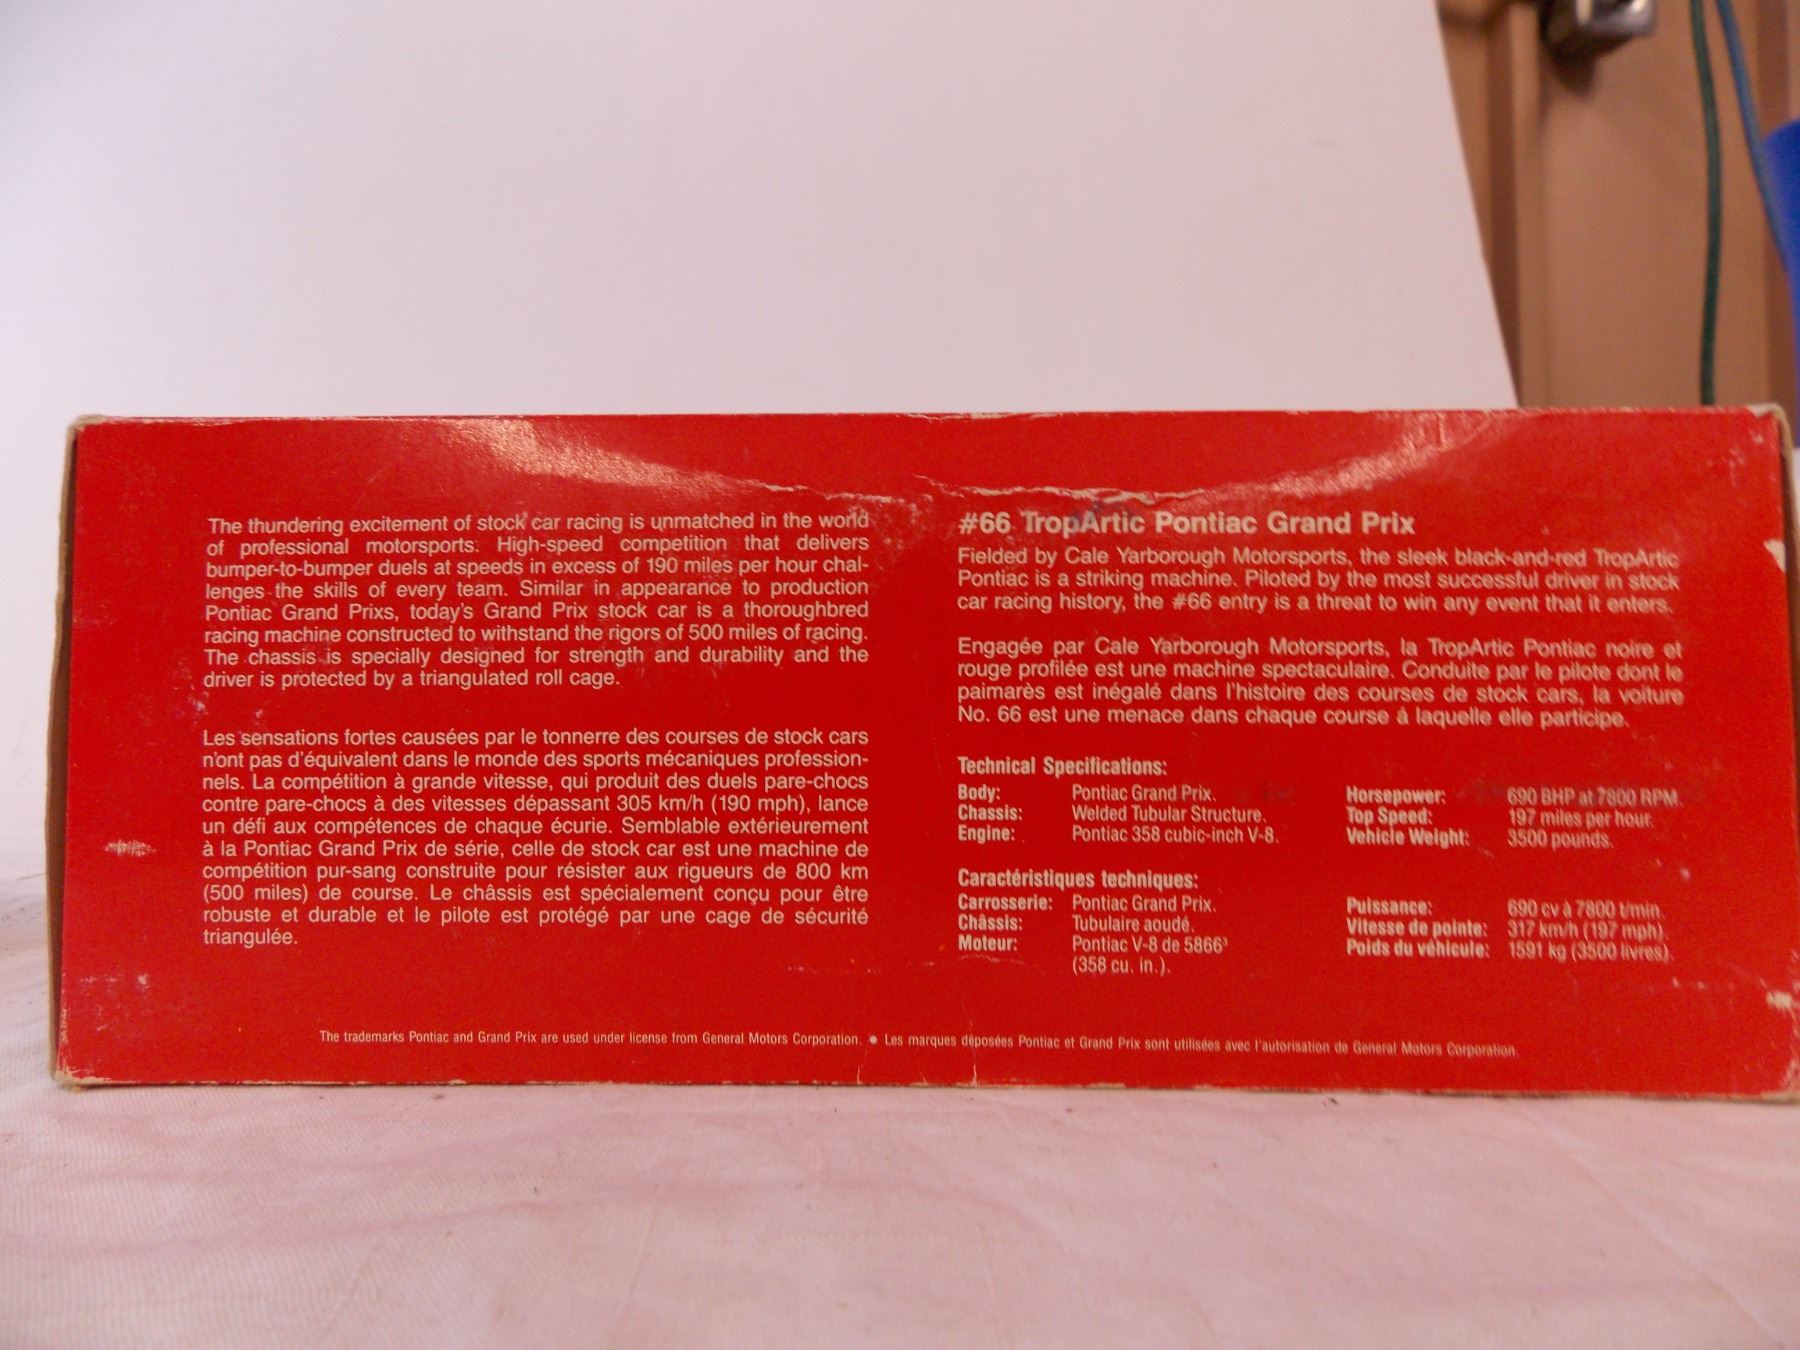 The thundering excitement of stock car racing is unmatched in the world
of professional motorsports. High-speed competition that delivers
bumper-to-bumper duels at speeds in excess of 190 miles per hour chal-
lenges the skills of every team. Similar in appearance to production
Pontiac Grand Prixs, today's Grand Prix stock car is a thoroughbred
racing machine constructed to withstand the rigors of 500 miles of racing.
The chassis is specially designed for strength and durability and the
driver is protected by a triangulated roll cage.
Les sensations fortes causées par le tonnerre des courses de stock cars
n'ont pas d'équivalent dans le monde des sports mécaniques profession-
nels. La compétition à grande vitesse, qui produit des duels pare-chocs
contre pare-chocs à des vitesses dépassant 305 km/h (190 mph), lance
un défi aux compétences de chaque écurie. Semblable extérieurement
à la Pontiac Grand Prix de série, celle de stock car est une machine de
compétition pur-sang construite pour résister aux rigueurs de 800 km
(500 miles) de course. Le châssis est spécialement conçu pour être
robuste et durable et le pilote est protégé par une cage de sécurité
triangulée.
#66 TropArtic Pontiac Grand Prix
Fielded by Cale Yarborough Motorsports, the sleek black-and-red TropArtic
Pontiac is a striking machine. Piloted by the most successful driver in stock
car racing history, the #66 entry is a threat to win any event that it enters.
Engagée par Cale Yarborough Motorsports, la TropArtic Pontiac noire et
rouge profilée est une machine spectaculaire. Conduite par le pilote dont le
paimarès est inégalé dans l'histoire des courses de stock cars, la voiture
No. 66 est une menace dans chaque course á laquelle elle participe.
Technical Specifications:
Body: Pontiac Grand Prix. Horsepower: 690 BHP at 7800 RPM.
Chassis: Welded Tubular Structure. Top Speed: 197 miles per hour.
Engine: Pontiac 358 cubic-inch V-8. Vehicle Weight: 3500 pounds.
Caractéristiques techniques:
Carrosserie: Pontiac Grand Prix. Puissance: 690 cv à 7800 t/min.
Châssis: Tubulaire aoudé. Vitesse de pointe: 317 km/h (197 mph).
Moteur: Pontiac V-8 de 5866³ Poids du véhicule: 1591 kg (3500 livres).
(358 cu. in.).
The trademarks Pontiac and Grand Prix are used under license from General Motors Corporation. • Les marques déposées Pontiac et Grand Prix sont utilisées avec l'autorisation de General Motors Corporation.